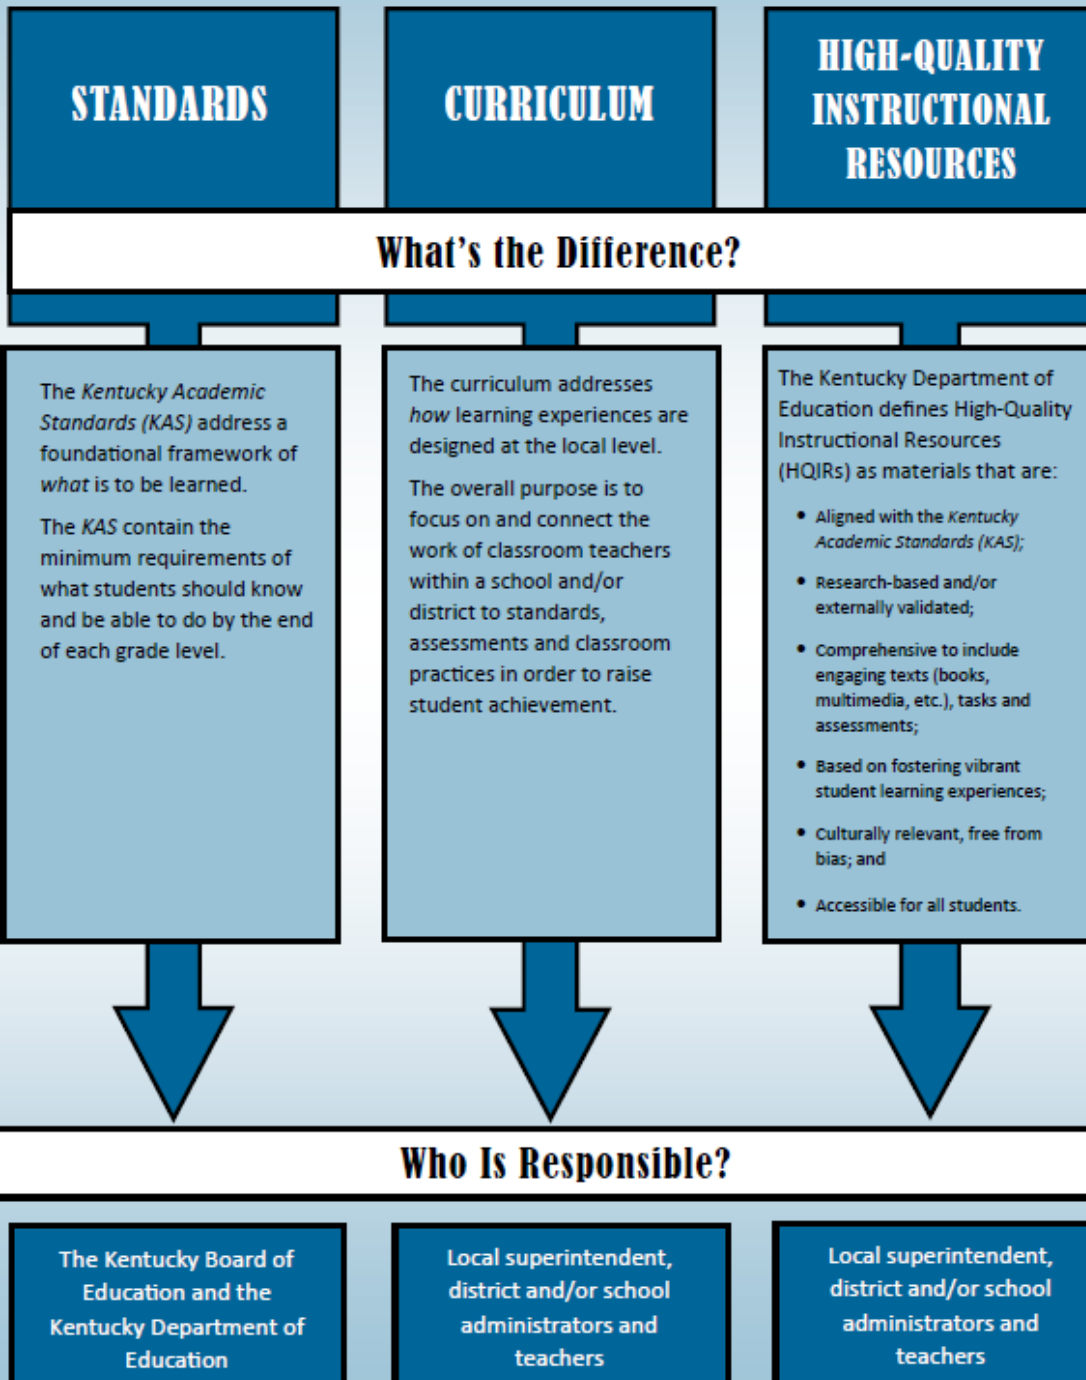 STANDARDS
CURRICULUM
HIGH-QUALITY
INSTRUCTIONAL
RESOURCES
What's the Difference?
The Kentucky Academic
Standards (KAS) address a
foundational framework of
what is to be learned.
The KAS contain the
minimum requirements of
what students should know
and be able to do by the end
of each grade level.
The curriculum addresses
how learning experiences are
designed at the local level.
The overall purpose is to
focus on and connect the
work of classroom teachers
within a school and/or
district to standards,
assessments and classroom
practices in order to raise
student achievement.
The Kentucky Department of
Education defines High-Quality
Instructional Resources
(HQIRs) as materials that are:
• Aligned with the Kentucky
Academic Standards (KAS);
• Research-based and/or
externally validated;
• Comprehensive to include
engaging texts (books,
multimedia, etc.), tasks and
assessments;
• Based on fostering vibrant
student learning experiences;
• Culturally relevant, free from
bias; and
• Accessible for all students.
Who Is Responsible?
The Kentucky Board of
Education and the
Kentucky Department of
Education
Local superintendent,
district and/or school
administrators and
teachers
Local superintendent,
district and/or school
administrators and
teachers